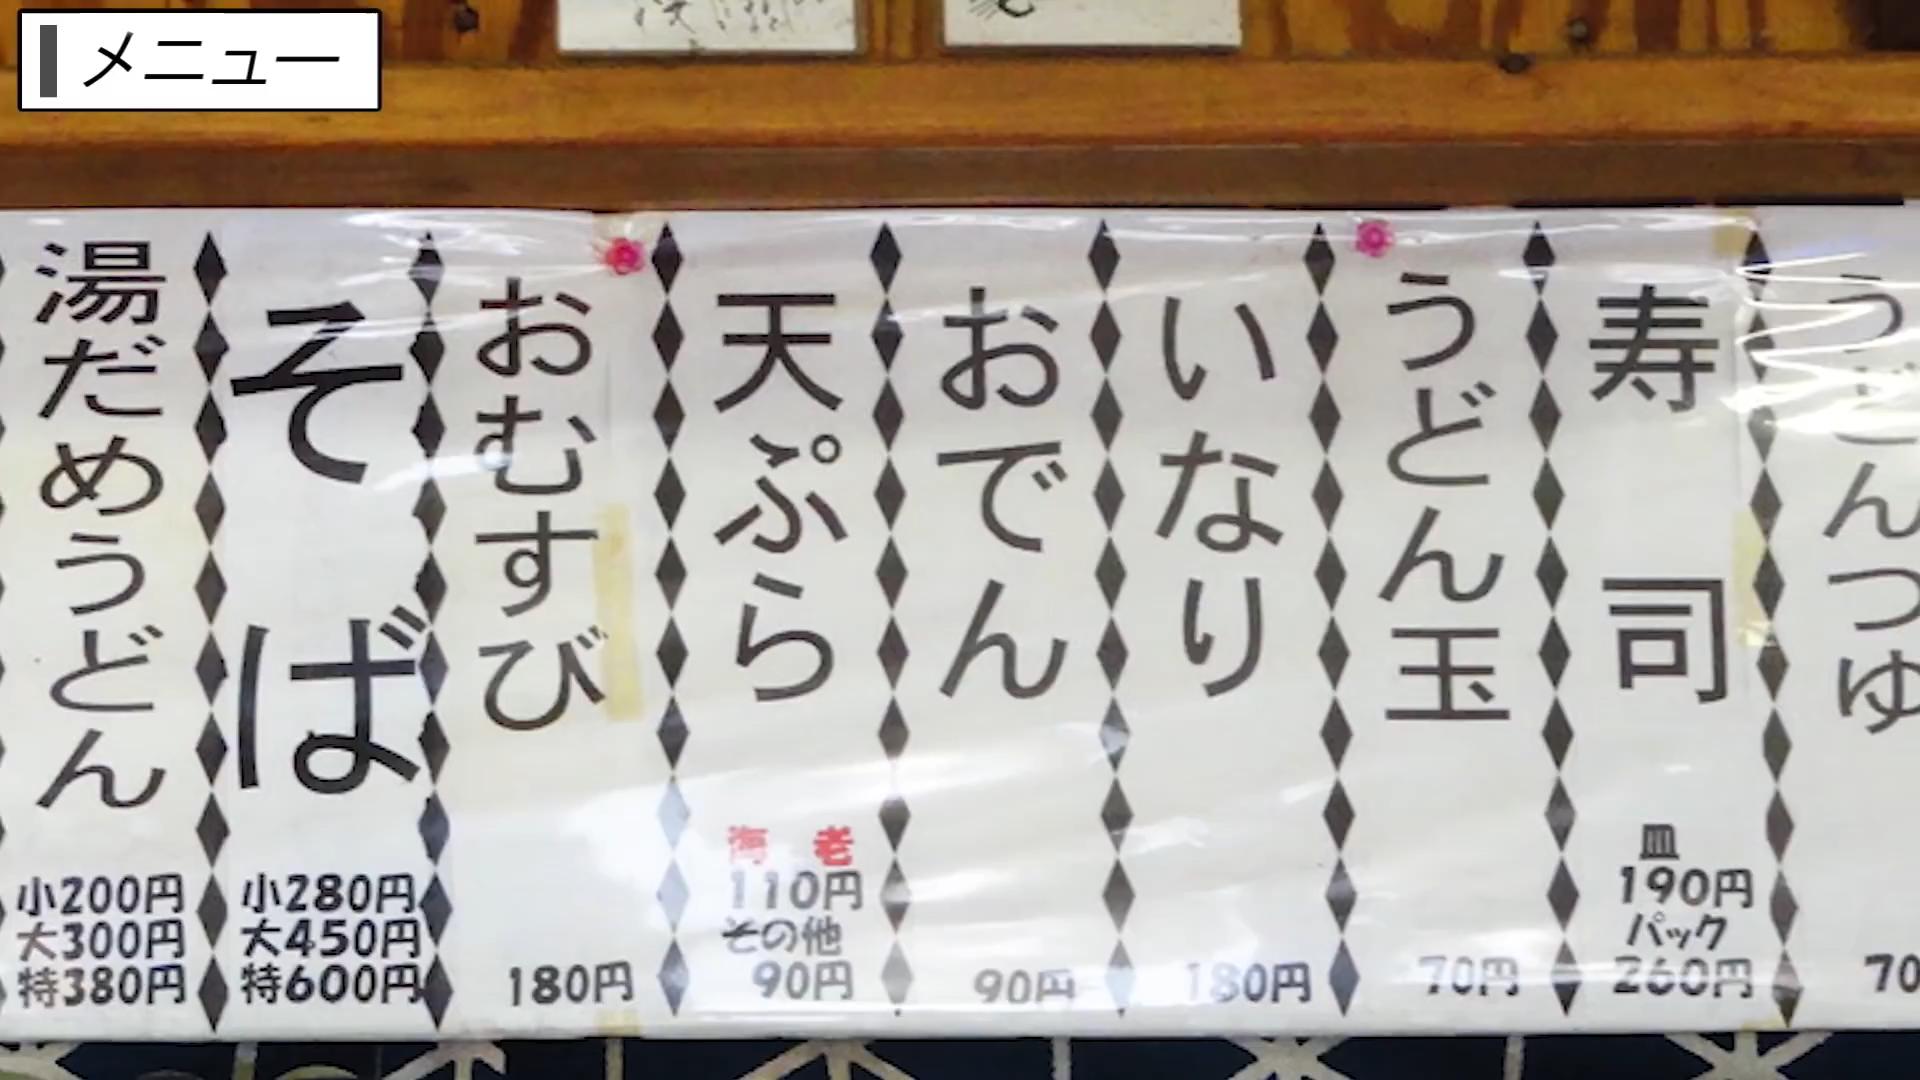 メニュー
湯だめうどん
小200円
大300円
特380円
そば
小280円
大450円
特600円
おむすび
180円
天ぷら
海老
110円
その他
90円
おでん
90円
いなり
180円
うどん玉
70円
寿司
皿
190円
パック
260円
うどんつゆ
70